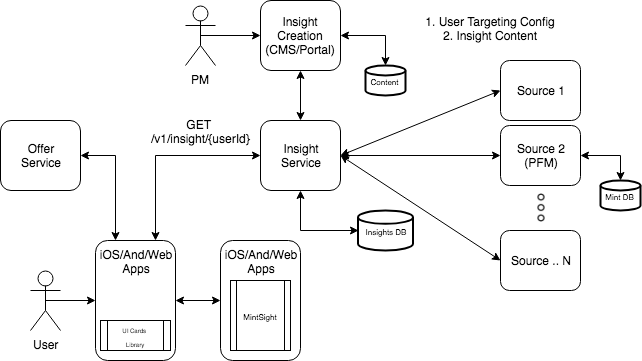 Insight
Creation
(CMS/Portal)
1. User Targeting Config
2. Insight Content
PM
Content
Source 1
GET
/v1/insight/{userId}
Offer
Service
Insight
Service
Source 2
(PFM)
Mint DB
Insights DB
iOS/And/Web
Apps
iOS/And/Web
Apps
Source .. N
MintSight
UI Cards
Library
User